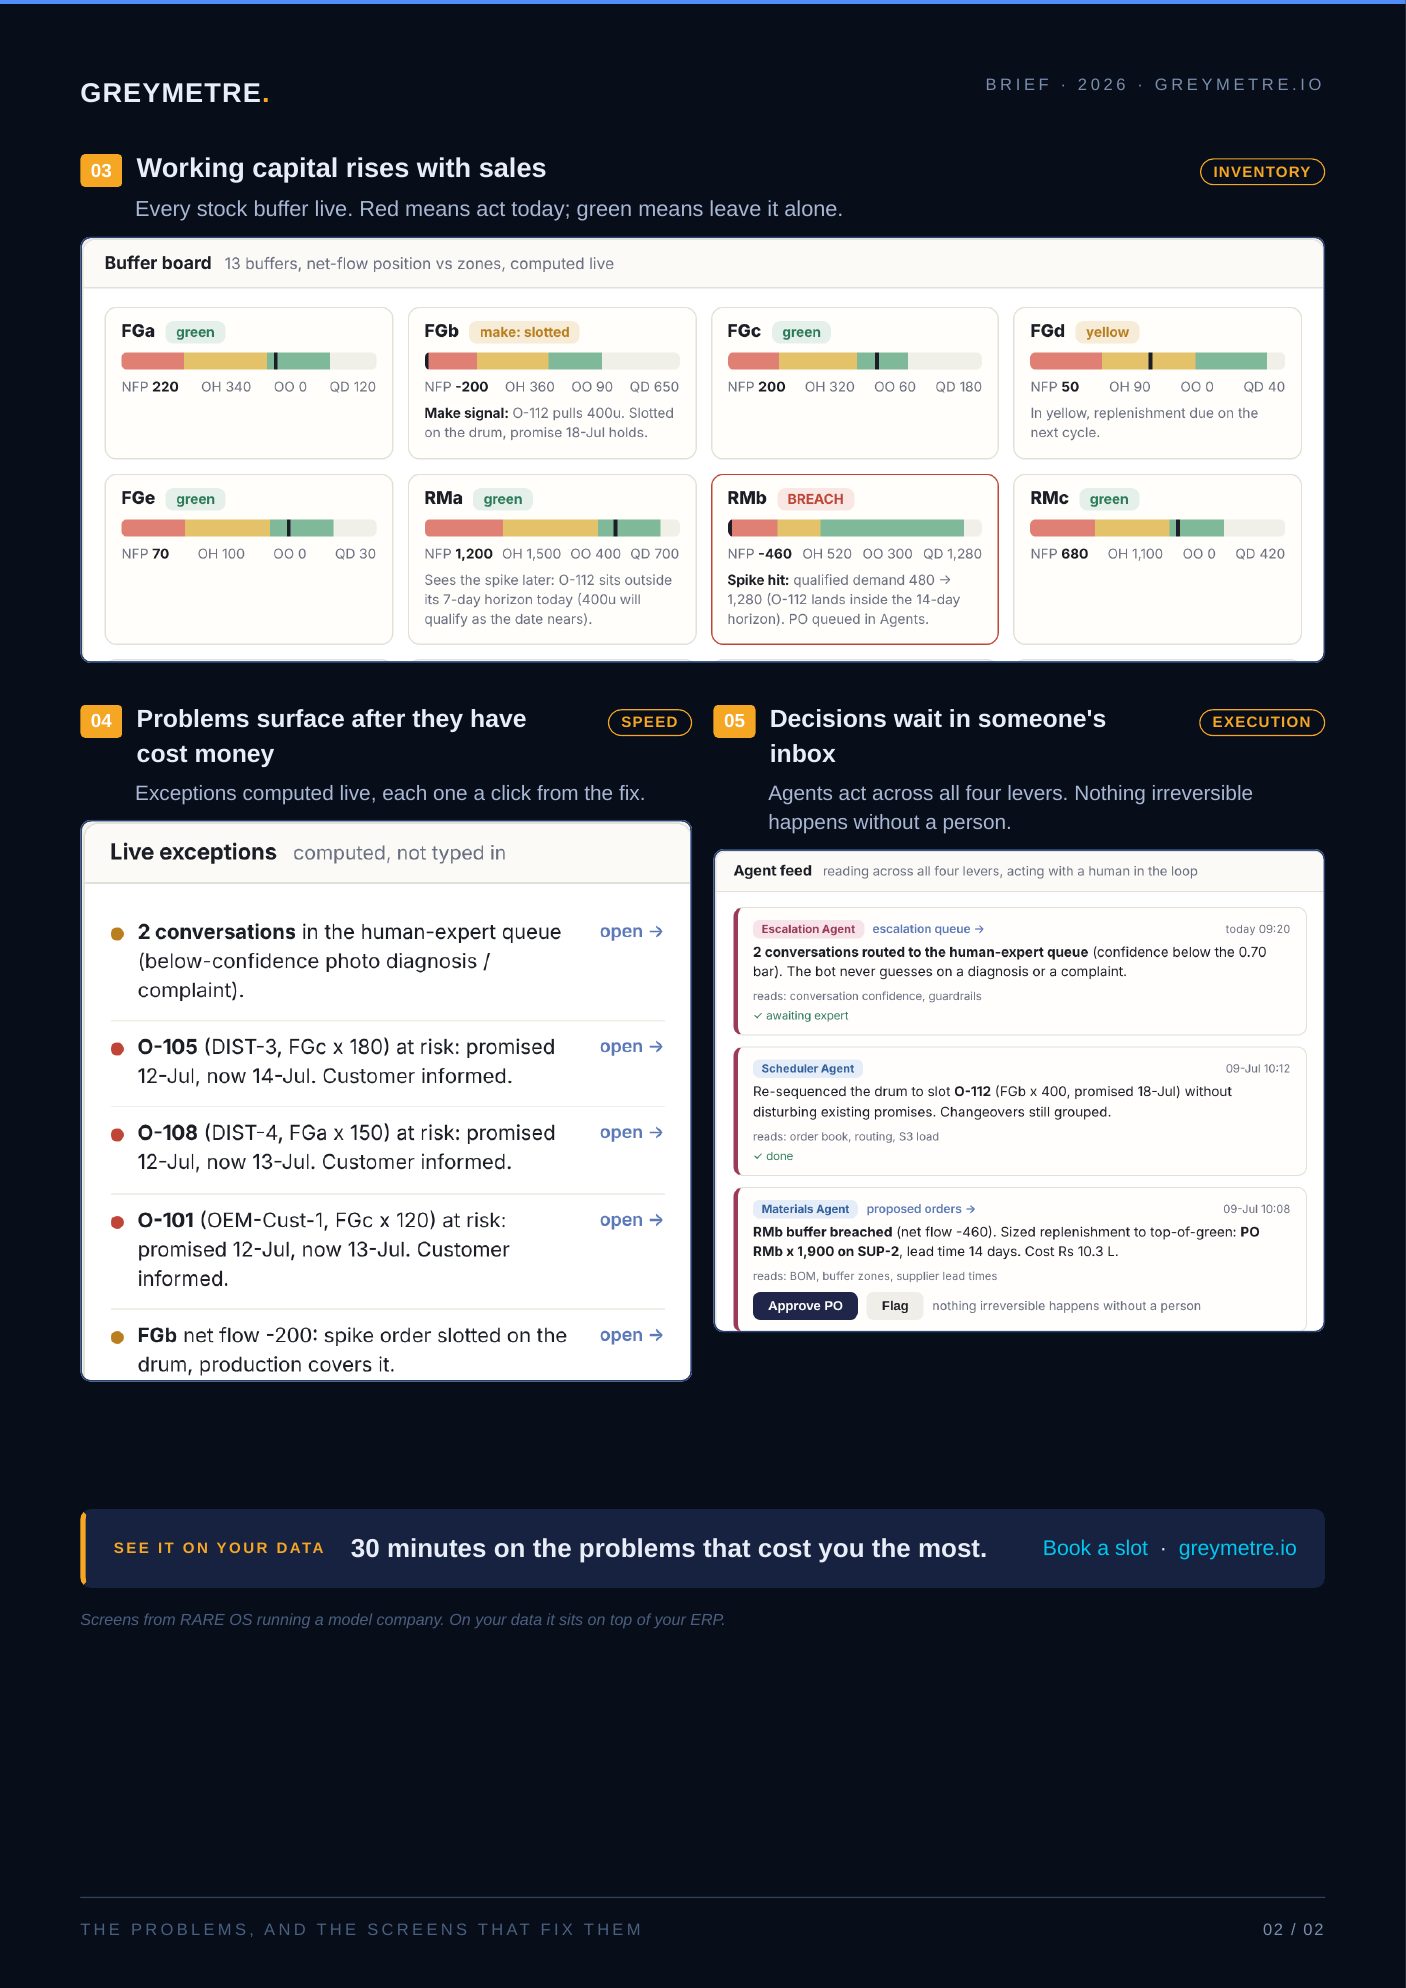 GREYMETRE.
BRIEF · 2026 · GREYMETRE.IO
03 Working capital rises with sales
INVENTORY
Every stock buffer live. Red means act today; green means leave it alone.
Buffer board 13 buffers, net-flow position vs zones, computed live
FGa green
NFP 220 OH 340 OO 0 QD 120
FGb make: slotted
NFP -200 OH 360 OO 90 QD 650
Make signal: O-112 pulls 400u. Slotted
on the drum, promise 18-Jul holds.
FGc green
NFP 200 OH 320 OO 60 QD 180
FGd yellow
NFP 50 OH 90 OO 0 QD 40
In yellow, replenishment due on the
next cycle.
FGe green
NFP 70 OH 100 OO 0 QD 30
RMa green
NFP 1,200 OH 1,500 OO 400 QD 700
Sees the spike later: O-112 sits outside
its 7-day horizon today (400u will
qualify as the date nears).
RMb BREACH
NFP -460 OH 520 OO 300 QD 1,280
Spike hit: qualified demand 480 →
1,280 (O-112 lands inside the 14-day
horizon). PO queued in Agents.
RMc green
NFP 680 OH 1,100 OO 0 QD 420
04 Problems surface after they have
cost money
SPEED
Exceptions computed live, each one a click from the fix.
Live exceptions computed, not typed in
2 conversations in the human-expert queue
(below-confidence photo diagnosis /
complaint).
open →
O-105 (DIST-3, FGc x 180) at risk: promised
12-Jul, now 14-Jul. Customer informed.
open →
O-108 (DIST-4, FGa x 150) at risk: promised
12-Jul, now 13-Jul. Customer informed.
open →
O-101 (OEM-Cust-1, FGc x 120) at risk:
promised 12-Jul, now 13-Jul. Customer
informed.
open →
FGb net flow -200: spike order slotted on the
drum, production covers it.
open →
05 Decisions wait in someone's
inbox
EXECUTION
Agents act across all four levers. Nothing irreversible
happens without a person.
Agent feed reading across all four levers, acting with a human in the loop
Escalation Agent escalation queue → today 09:20
2 conversations routed to the human-expert queue (confidence below the 0.70
bar). The bot never guesses on a diagnosis or a complaint.
reads: conversation confidence, guardrails
✓ awaiting expert
Scheduler Agent 09-Jul 10:12
Re-sequenced the drum to slot O-112 (FGb x 400, promised 18-Jul) without
disturbing existing promises. Changeovers still grouped.
reads: order book, routing, S3 load
✓ done
Materials Agent proposed orders → 09-Jul 10:08
RMb buffer breached (net flow -460). Sized replenishment to top-of-green: PO
RMb x 1,900 on SUP-2, lead time 14 days. Cost Rs 10.3 L.
reads: BOM, buffer zones, supplier lead times
Approve PO Flag nothing irreversible happens without a person
SEE IT ON YOUR DATA 30 minutes on the problems that cost you the most. Book a slot · greymetre.io
Screens from RARE OS running a model company. On your data it sits on top of your ERP.
THE PROBLEMS, AND THE SCREENS THAT FIX THEM
02 / 02